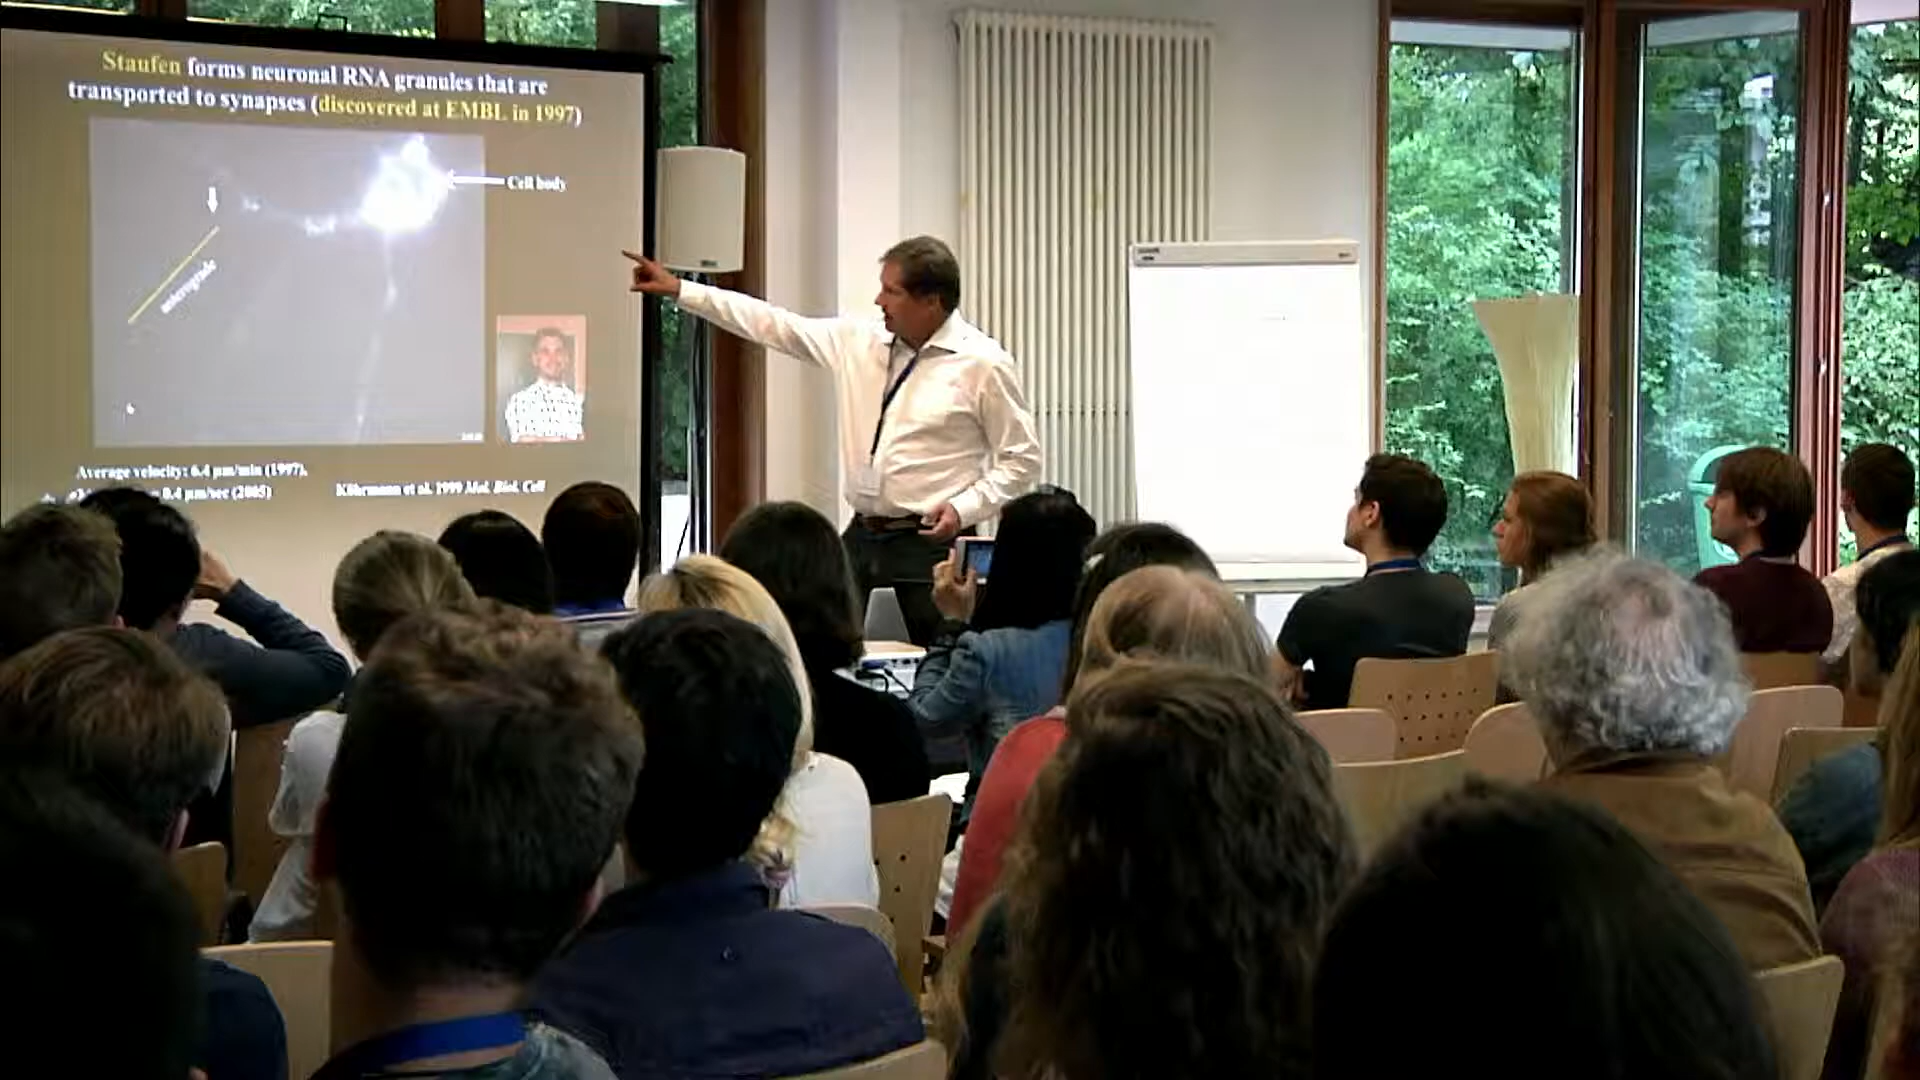 Staufen forms neuronal RNA granules that are
transported to synapses (discovered at EMBL in 1997)
Cell body
Average velocity: 6.4 µm/min (1997),
0.4 µm/sec (2005)
Köhrmann et al. 1999 Mol. Biol. Cell